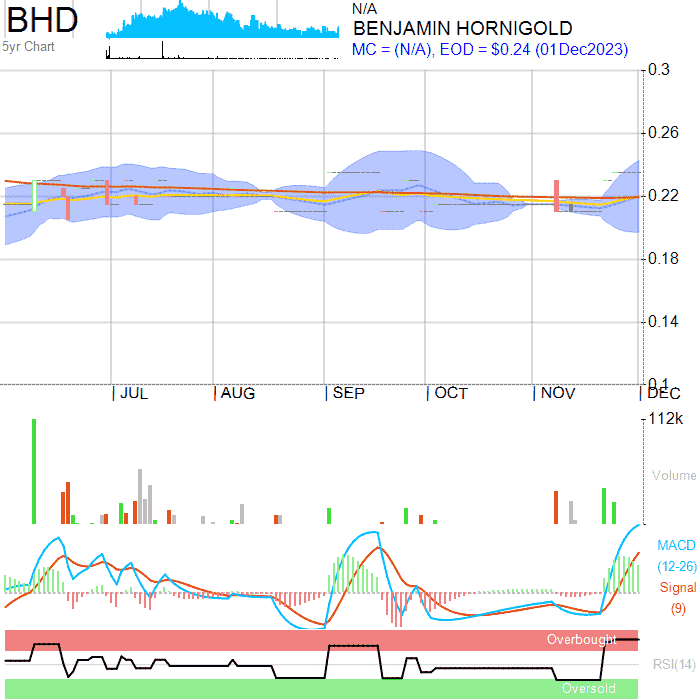 BHD
5yr Chart
N/A
BENJAMIN HORNIGOLD
MC = (N/A), EOD = $0.24 (01Dec2023)
0.3
0.26
0.22
0.18
0.14
0.1
JUL AUG SEP OCT NOV DEC
112k
Volume
MACD
(12-26)
Signal
(9)
Overbought
RSI(14)
Oversold